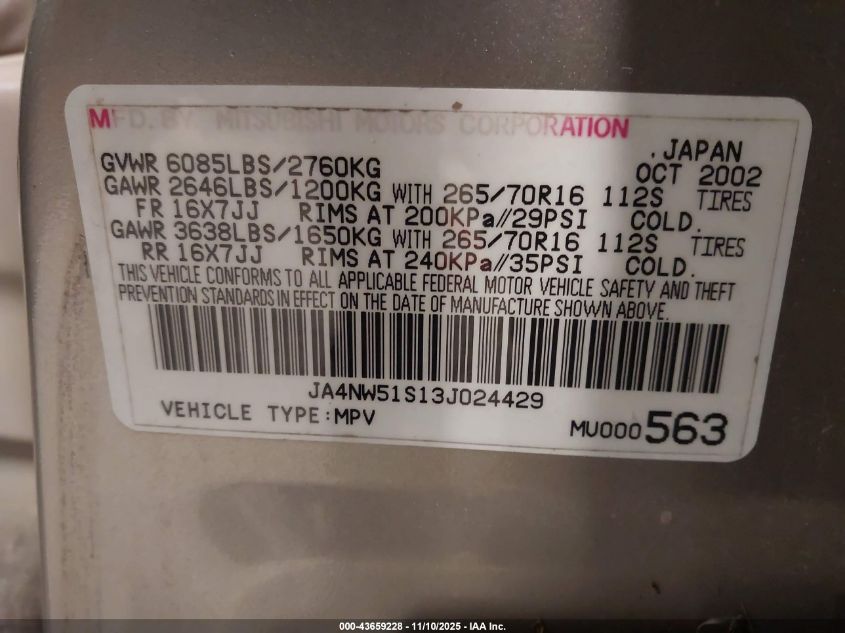 MFD. BY MITSUBISHI MOTORS CORPORATION
GVWR 6085LBS/2760KG .JAPAN
OCT 2002
GAWR 2646LBS/1200KG WITH 265/70R16 112S TIRES
FR 16X7JJ RIMS AT 200KPa//29PSI COLD.
GAWR 3638LBS/1650KG WITH 265/70R16 112S TIRES
RR 16X7JJ RIMS AT 240KPa//35PSI COLD.
THIS VEHICLE CONFORMS TO ALL APPLICABLE FEDERAL MOTOR VEHICLE SAFETY AND THEFT
PREVENTION STANDARDS IN EFFECT ON THE DATE OF MANUFACTURE SHOWN ABOVE.
JA4NW51S13J024429
VEHICLE TYPE:MPV MU000563
000-43659228 - 11/10/2025 - IAA Inc.